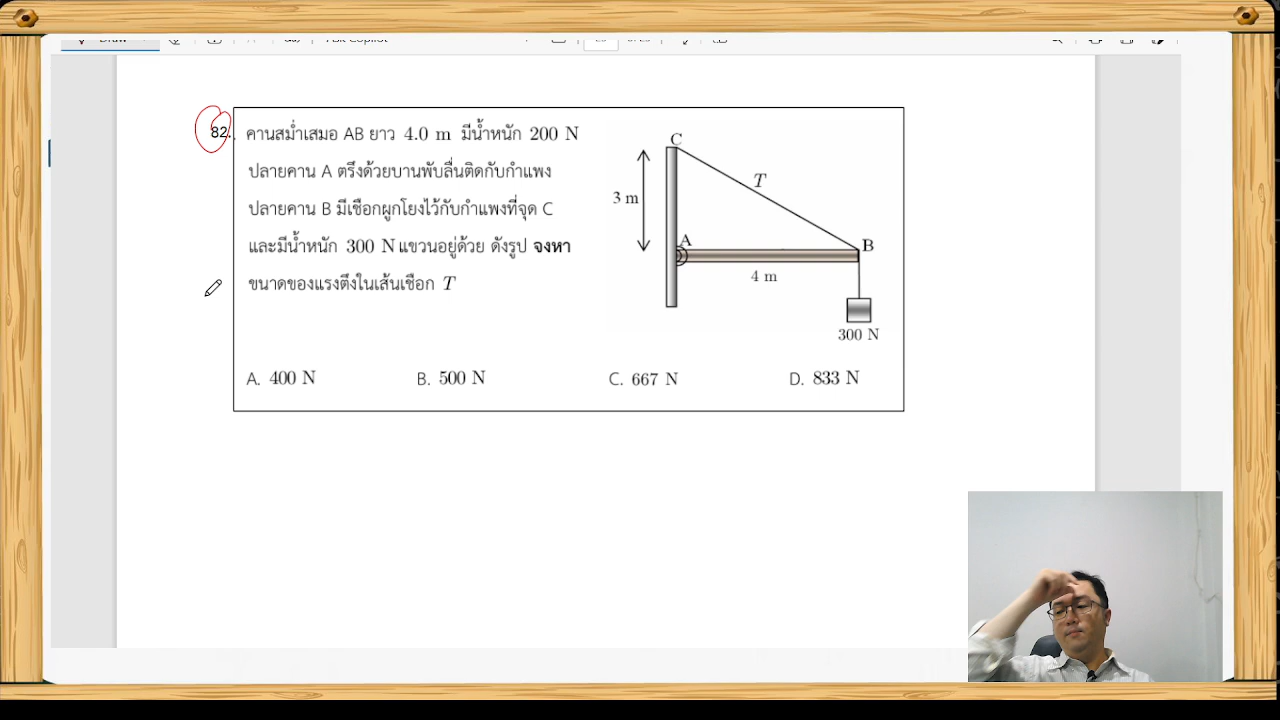 82.
คานสม่ำเสมอ AB ยาว 4.0 m มีน้ำหนัก 200 N
ปลายคาน A ตรึงด้วยบานพับลื่นติดกับกำแพง
ปลายคาน B มีเชือกผูกโยงไว้กับกำแพงที่จุด C
และมีน้ำหนัก 300 N แขวนอยู่ด้วย ดังรูป จงหา
ขนาดของแรงตึงในเส้นเชือก T
C
T
3 m
A
B
4 m
300 N
A. 400 N
B. 500 N
C. 667 N
D. 833 N